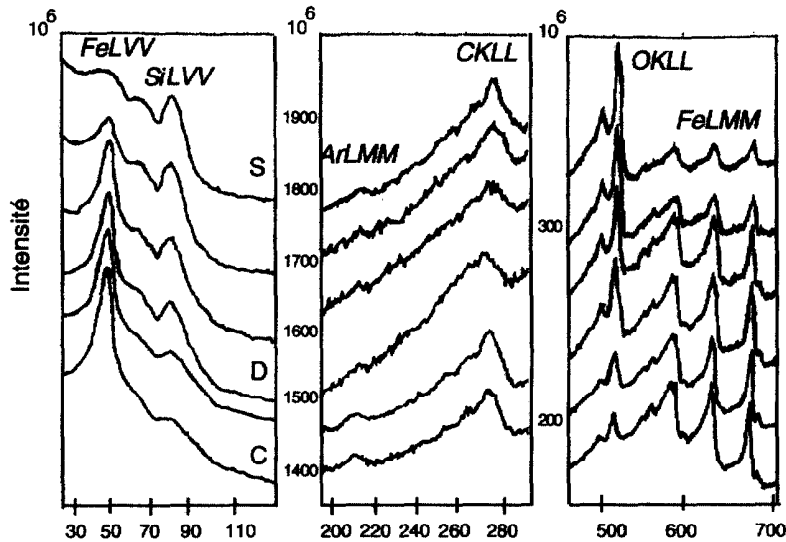 10⁶
FeLVV
SiLVV
S
D
C
Intensité
30 50 70 90 110
10⁶
CKLL
ArLMM
1900
1800
1700
1600
1500
1400
200 220 240 260 280
10⁶
OKLL
FeLMM
300
200
500 600 700